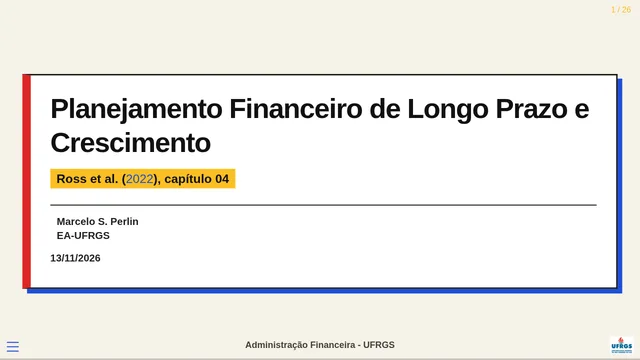 1 / 26
Planejamento Financeiro de Longo Prazo e
Crescimento
Ross et al. (2022), capítulo 04
Marcelo S. Perlin
EA-UFRGS
13/11/2026
Administração Financeira - UFRGS
UFRGS